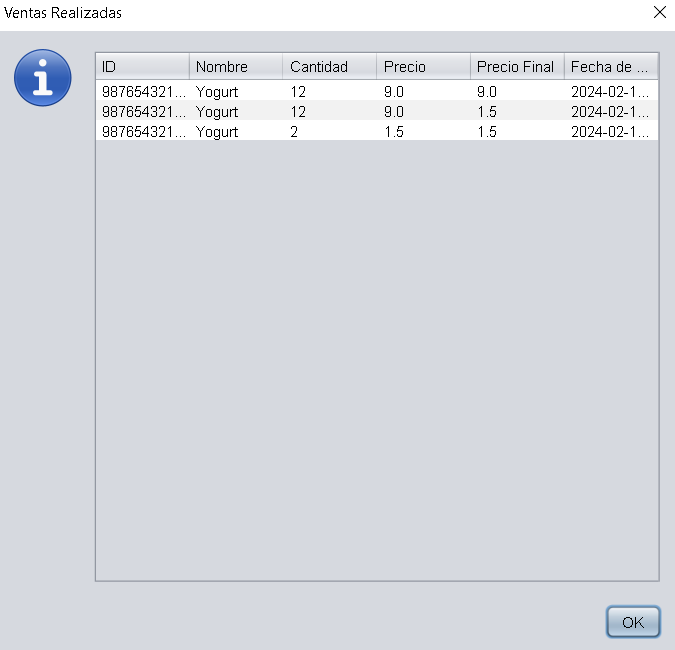 Ventas Realizadas
ID Nombre Cantidad Precio Precio Final Fecha de ...
987654321... Yogurt 12 9.0 9.0 2024-02-1...
987654321... Yogurt 12 9.0 1.5 2024-02-1...
987654321... Yogurt 2 1.5 1.5 2024-02-1...
OK